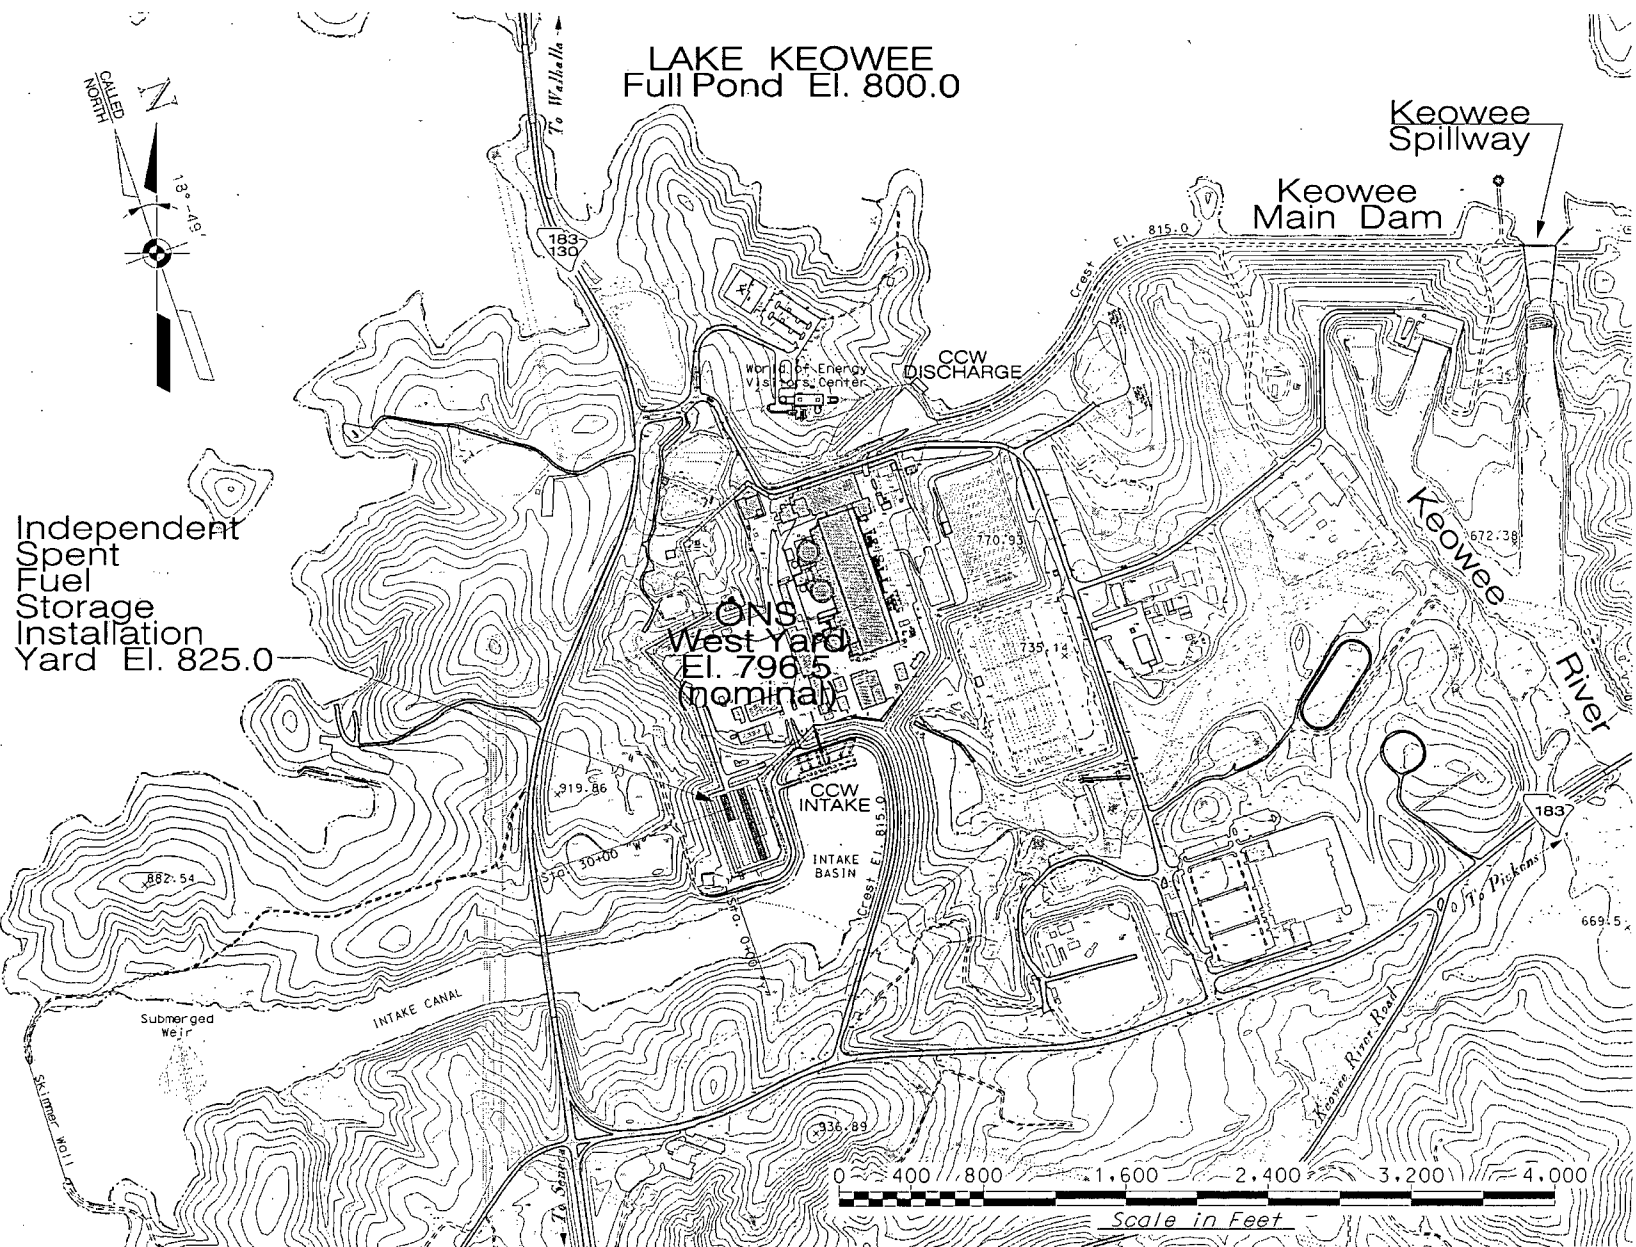 To Walhalla
LAKE KEOWEE
Full Pond El. 800.0
CALLED
NORTH
N
18°-49'
Keowee
Spillway
Keowee
Main Dam
Crest El. 815.0
183
130
CCW
DISCHARGE
World of Energy
Visitors Center
Independent
Spent
Fuel
Storage
Installation
Yard El. 825.0
770.93
672.38
Keowee
River
ONS
West Yard
El. 796.5
(nominal)
735.14
919.86
CCW
INTAKE
183
INTAKE
BASIN
Crest El 815.0
Sta. 30+00 "W"
882.54
To Pickens
Sta. 0+00
669.5
INTAKE CANAL
Submerged
Weir
Skimmer Wall
Keowee River Road
936.89
To Seneca
0 400 800 1,600 2,400 3,200 4,000
Scale in Feet